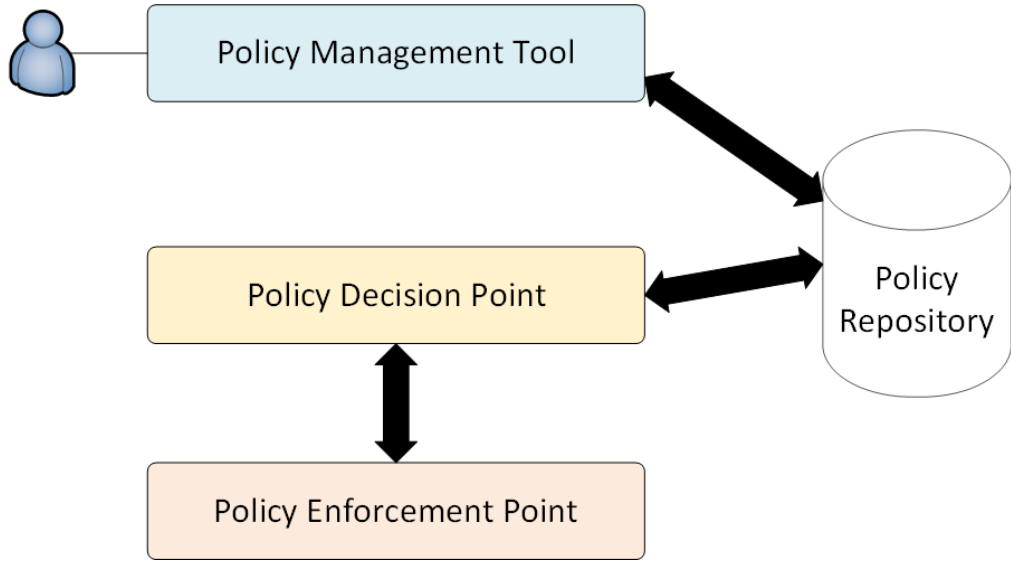 Policy Management Tool
Policy Decision Point
Policy
Repository
Policy Enforcement Point